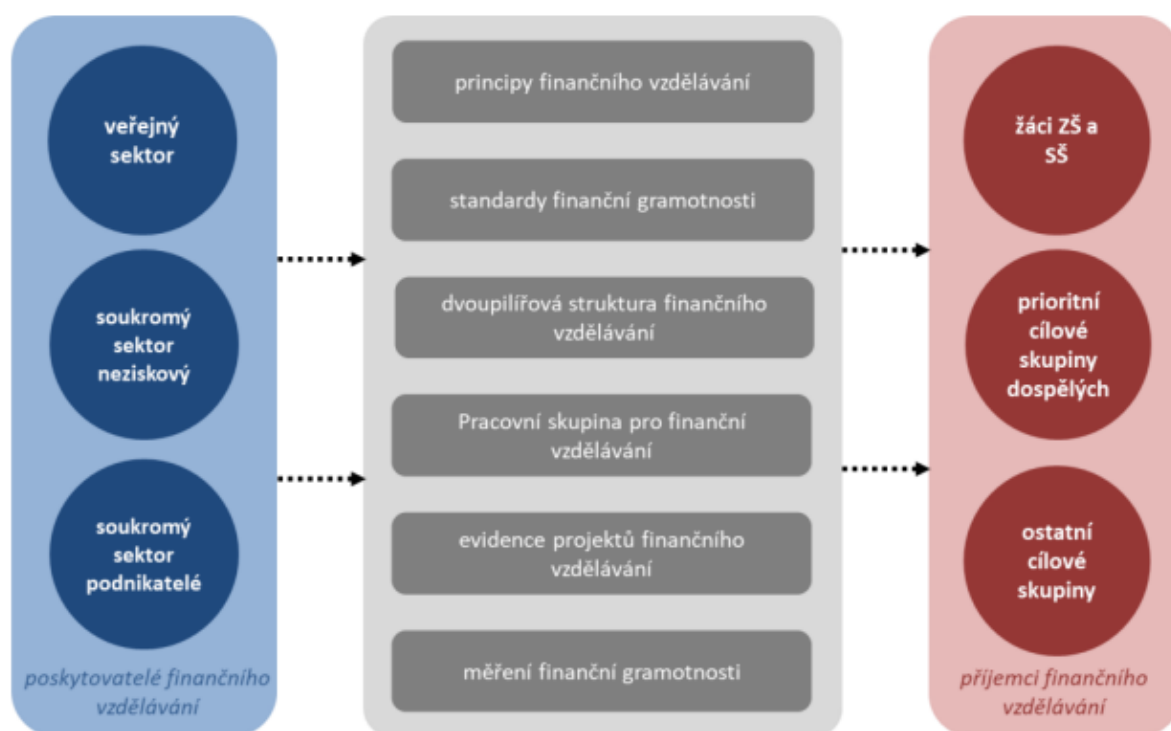 veřejný
sektor
soukromý
sektor
neziskový
soukromý
sektor
podnikatelé
poskytovatelé finančního
vzdělávání
principy finančního vzdělávání
standardy finanční gramotnosti
dvoupilířová struktura finančního
vzdělávání
Pracovní skupina pro finanční
vzdělávání
evidence projektů finančního
vzdělávání
měření finanční gramotnosti
žáci ZŠ a
SŠ
prioritní
cílové
skupiny
dospělých
ostatní
cílové
skupiny
příjemci finančního
vzdělávání